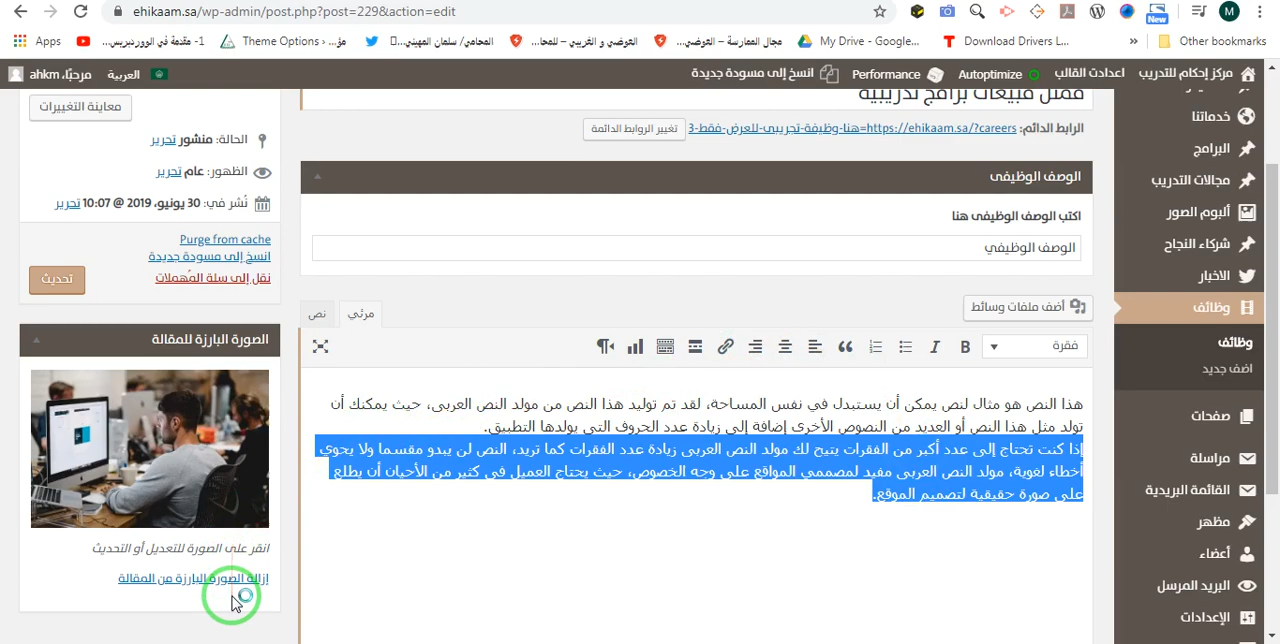 ehikaam.sa/wp-admin/post.php?post=229&action=edit
New
M
Apps
1- مقدمة في الووردبريس...
Theme Options ‹ مؤ...
المحامي/ سلمان المهيني...
العوضي و الغريبي – للمحا...
مجال الممارسة – العوضي...
My Drive - Google...
Download Drivers L...
»
Other bookmarks
مركز إحكام للتدريب
اعدادت القالب
Autoptimize
Performance
انسخ إلى مسودة جديدة
العربية
مرحبًا، ahkm
خدماتنا
البرامج
مجالات التدريب
ألبوم الصور
شركاء النجاح
الاخبار
وظائف
وظائف
اضف جديد
صفحات
مراسلة
القائمة البريدية
مظهر
أعضاء
البريد المرسل
الإعدادات
ممثل مبيعات برامج تدريبية
الرابط الدائم: https://ehikaam.sa/?careers=هنا-وظيفة-تجريبي-للعرض-فقط-3
تغيير الروابط الدائمة
الوصف الوظيفى
اكتب الوصف الوظيفى هنا
الوصف الوظيفي
أضف ملفات وسائط
مرئي
نص
فقرة
B I
هذا النص هو مثال لنص يمكن أن يستبدل في نفس المساحة، لقد تم توليد هذا النص من مولد النص العربى، حيث يمكنك أن
تولد مثل هذا النص أو العديد من النصوص الأخرى إضافة إلى زيادة عدد الحروف التى يولدها التطبيق.
إذا كنت تحتاج إلى عدد أكبر من الفقرات يتيح لك مولد النص العربى زيادة عدد الفقرات كما تريد، النص لن يبدو مقسما ولا يحوي
أخطاء لغوية، مولد النص العربى مفيد لمصممي المواقع على وجه الخصوص، حيث يحتاج العميل فى كثير من الأحيان أن يطلع
على صورة حقيقية لتصميم الموقع.
معاينة التغييرات
الحالة: منشور تحرير
الظهور: عام تحرير
نُشر في: 30 يونيو، 2019 @ 10:07 تحرير
Purge from cache
انسخ إلى مسودة جديدة
نقل إلى سلة المُهملات
تحديث
الصورة البارزة للمقالة
انقر على الصورة للتعديل أو التحديث
إزالة الصورة البارزة من المقالة